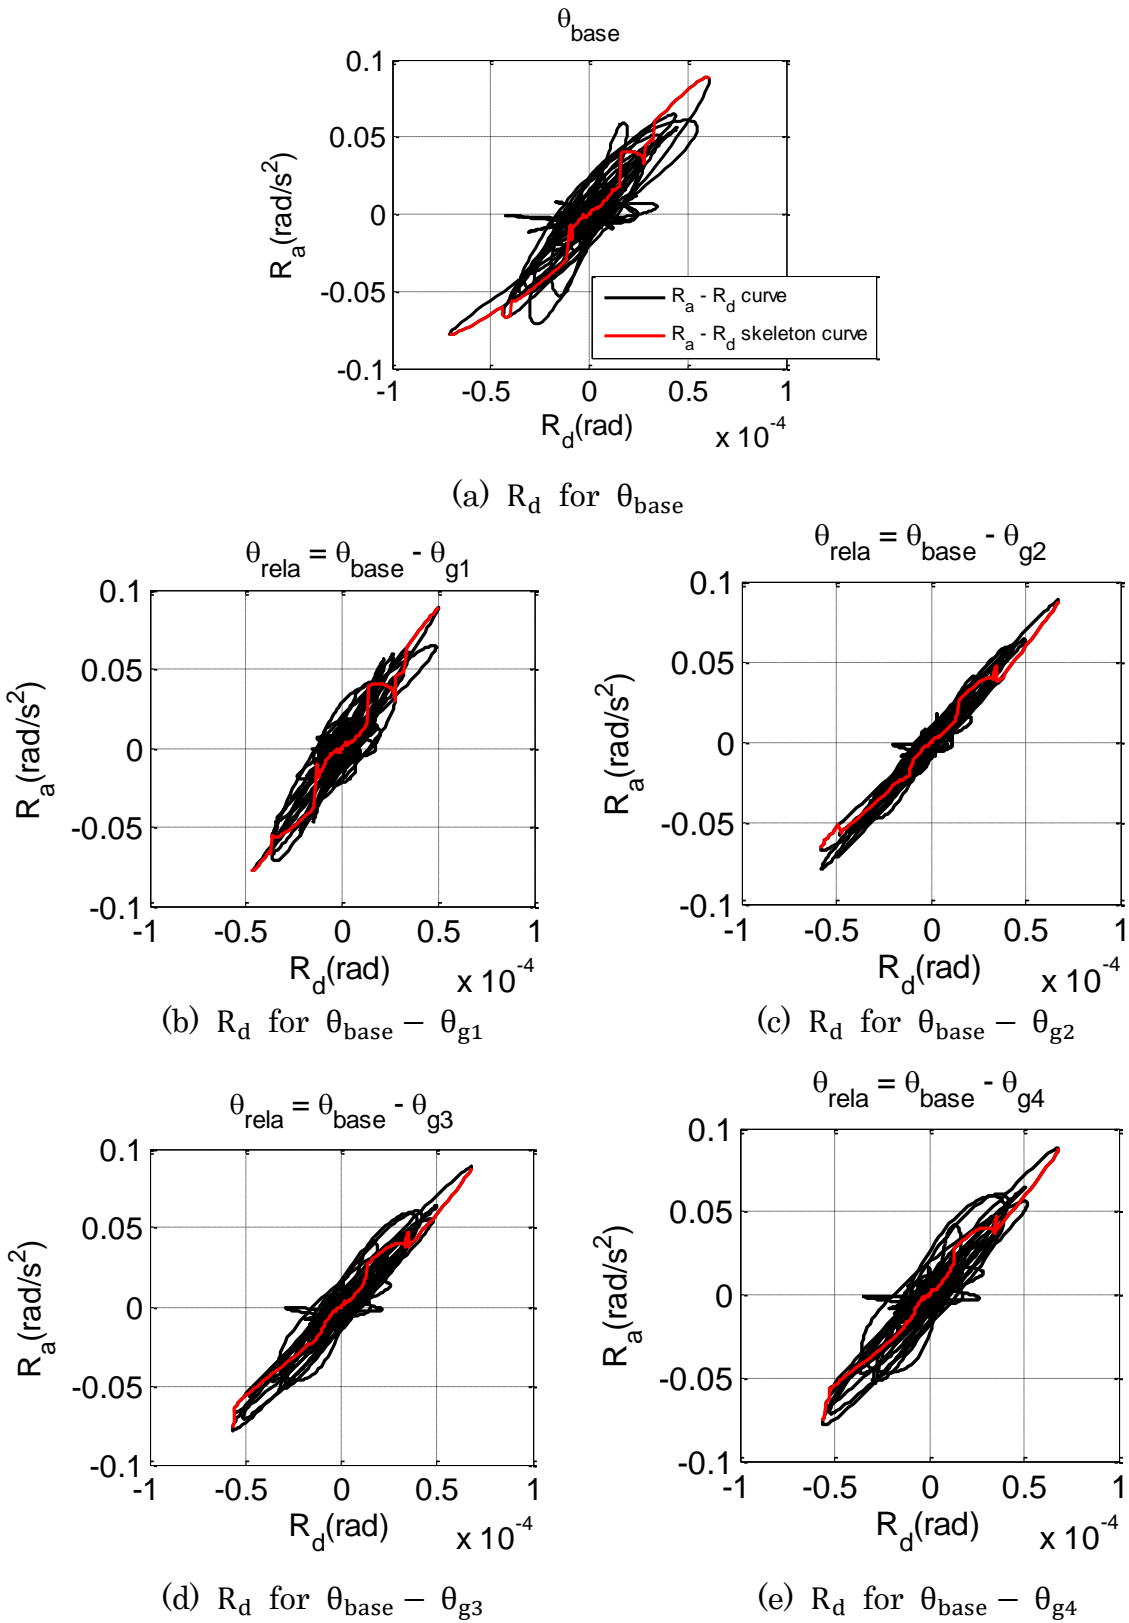 θbase
0.1
0.05
0
-0.05
-0.1
Ra(rad/s2)
-1 -0.5 0 0.5 1
Rd(rad)
x 10-4
Ra - Rd curve
Ra - Rd skeleton curve
(a) Rd for θbase
θrela = θbase - θg1
0.1
0.05
0
-0.05
-0.1
Ra(rad/s2)
-1 -0.5 0 0.5 1
Rd(rad)
x 10-4
(b) Rd for θbase − θg1
θrela = θbase - θg2
0.1
0.05
0
-0.05
-0.1
Ra(rad/s2)
-1 -0.5 0 0.5 1
Rd(rad)
x 10-4
(c) Rd for θbase − θg2
θrela = θbase - θg3
0.1
0.05
0
-0.05
-0.1
Ra(rad/s2)
-1 -0.5 0 0.5 1
Rd(rad)
x 10-4
(d) Rd for θbase − θg3
θrela = θbase - θg4
0.1
0.05
0
-0.05
-0.1
Ra(rad/s2)
-1 -0.5 0 0.5 1
Rd(rad)
x 10-4
(e) Rd for θbase − θg4